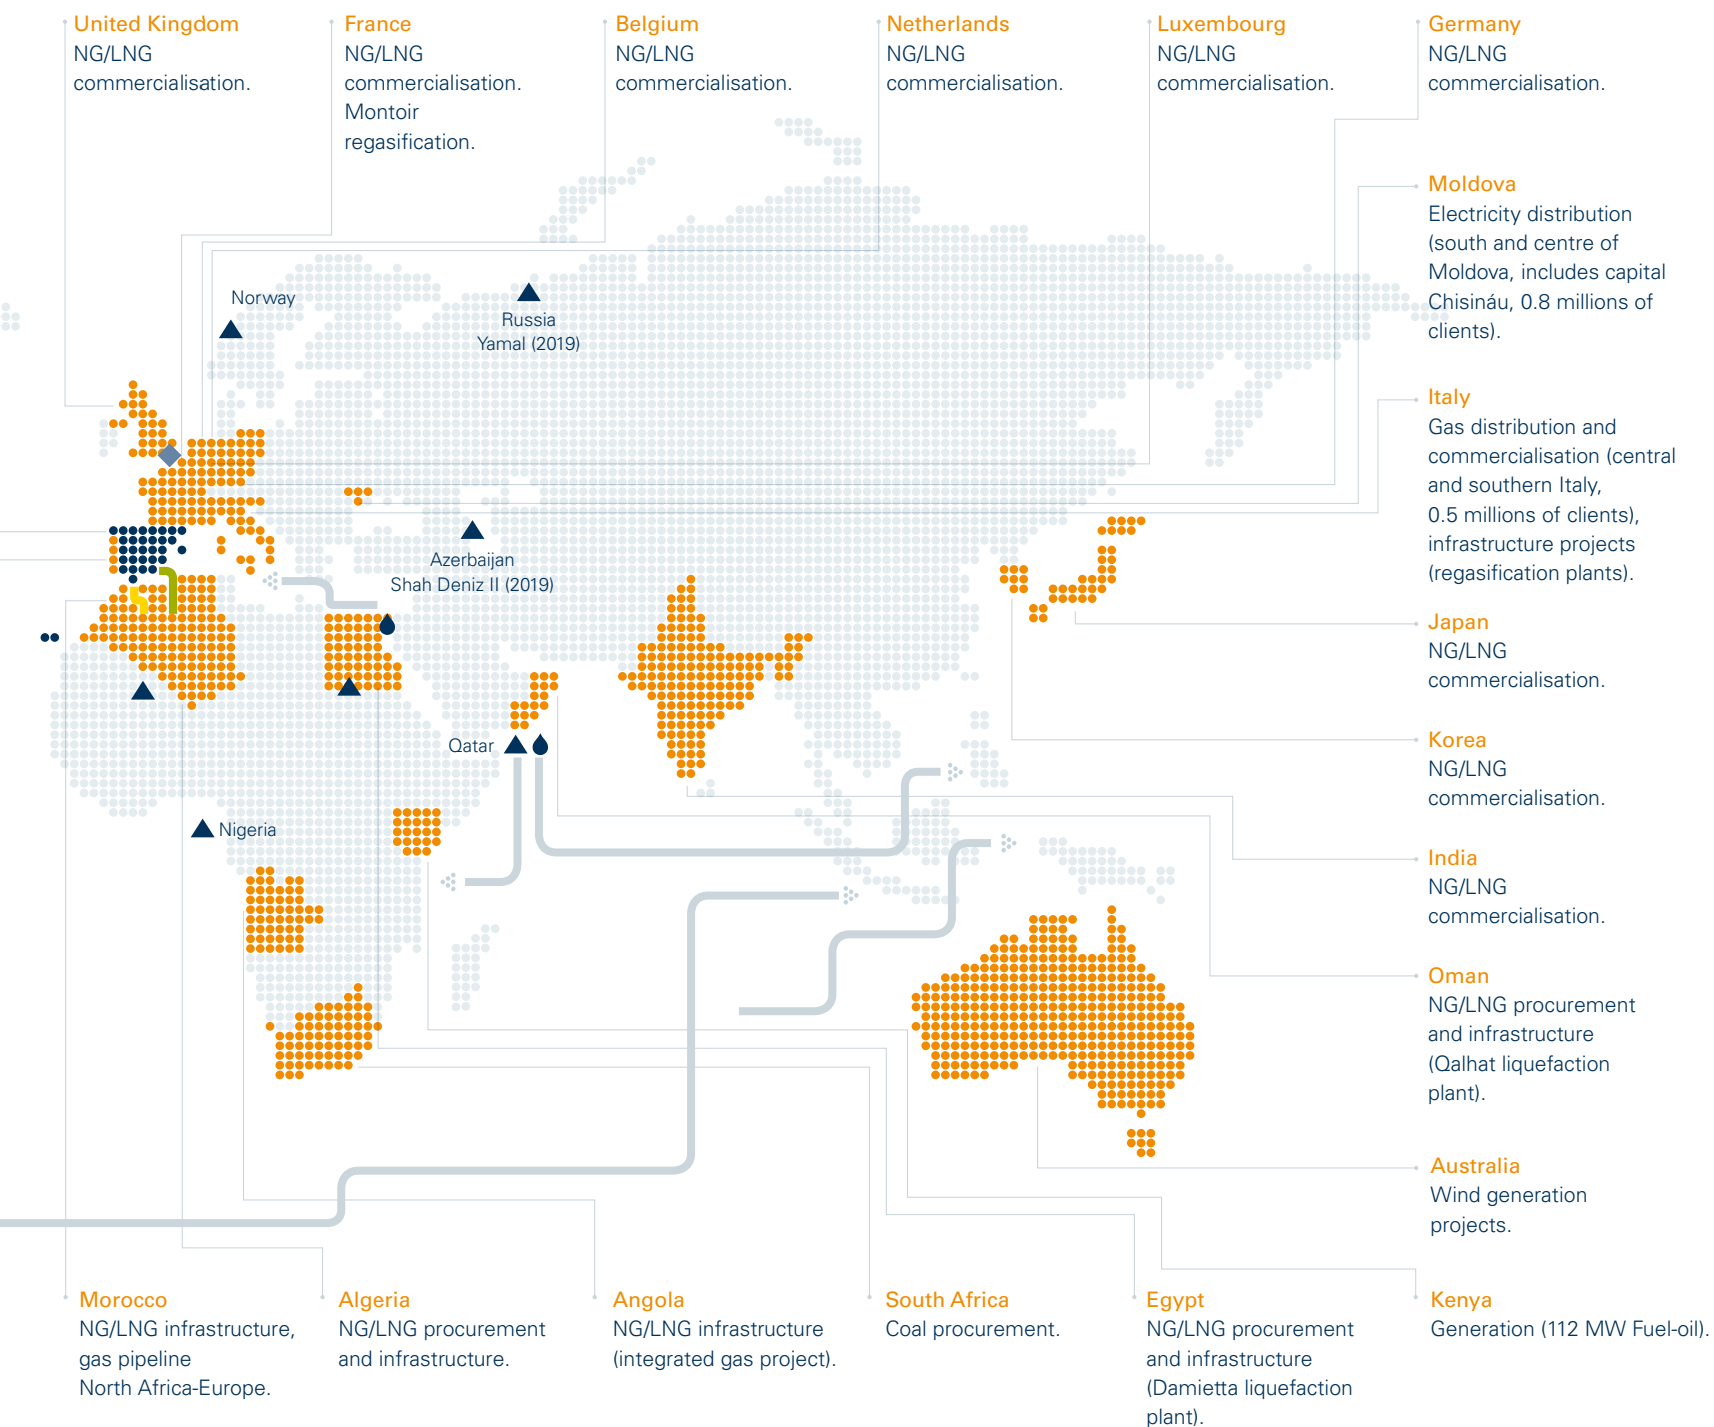 United Kingdom
NG/LNG
commercialisation.
France
NG/LNG
commercialisation.
Montoir
regasification.
Belgium
NG/LNG
commercialisation.
Netherlands
NG/LNG
commercialisation.
Luxembourg
NG/LNG
commercialisation.
Germany
NG/LNG
commercialisation.
Moldova
Electricity distribution
(south and centre of
Moldova, includes capital
Chisináu, 0.8 millions of
clients).
Italy
Gas distribution and
commercialisation (central
and southern Italy,
0.5 millions of clients),
infrastructure projects
(regasification plants).
Japan
NG/LNG
commercialisation.
Korea
NG/LNG
commercialisation.
India
NG/LNG
commercialisation.
Oman
NG/LNG procurement
and infrastructure
(Qalhat liquefaction
plant).
Australia
Wind generation
projects.
Norway
Russia
Yamal (2019)
Azerbaijan
Shah Deniz II (2019)
Qatar
Nigeria
Morocco
NG/LNG infrastructure,
gas pipeline
North Africa-Europe.
Algeria
NG/LNG procurement
and infrastructure.
Angola
NG/LNG infrastructure
(integrated gas project).
South Africa
Coal procurement.
Egypt
NG/LNG procurement
and infrastructure
(Damietta liquefaction
plant).
Kenya
Generation (112 MW Fuel-oil).